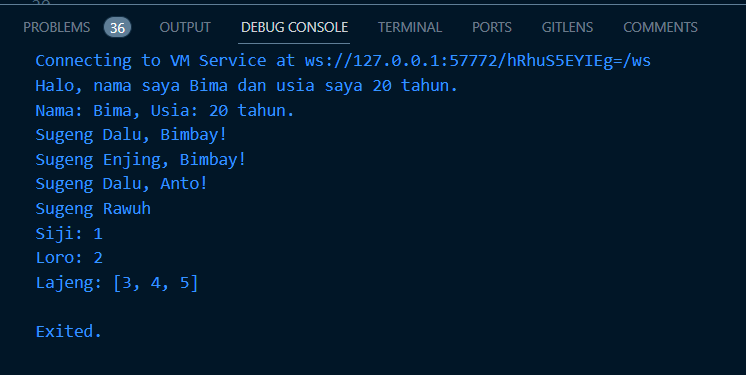 PROBLEMS 36 OUTPUT DEBUG CONSOLE TERMINAL PORTS GITLENS COMMENTS
Connecting to VM Service at ws://127.0.0.1:57772/hRhuS5EYIEg=/ws
Halo, nama saya Bima dan usia saya 20 tahun.
Nama: Bima, Usia: 20 tahun.
Sugeng Dalu, Bimbay!
Sugeng Enjing, Bimbay!
Sugeng Dalu, Anto!
Sugeng Rawuh
Siji: 1
Loro: 2
Lajeng: [3, 4, 5]
Exited.